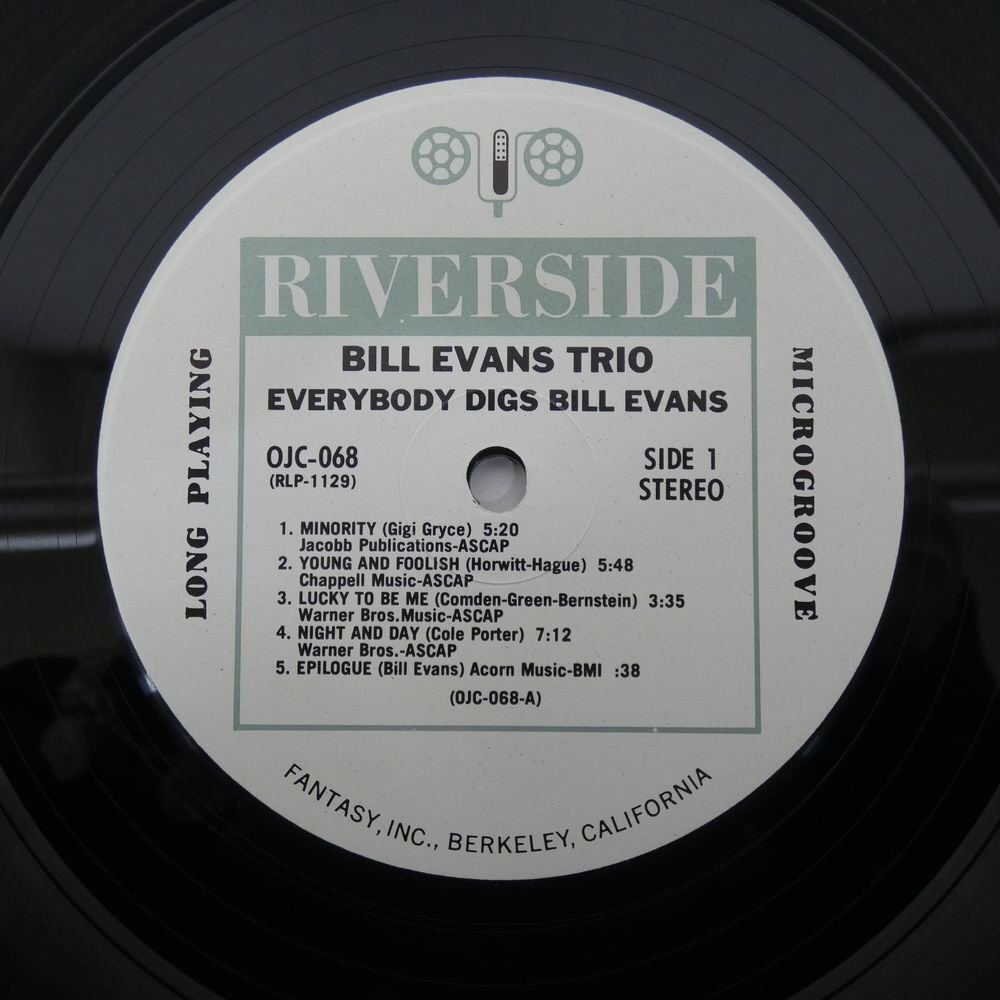 RIVERSIDE
BILL EVANS TRIO
EVERYBODY DIGS BILL EVANS
LONG PLAYING
MICROGROOVE
OJC-068
(RLP-1129)
SIDE 1
STEREO
1. MINORITY (Gigi Gryce) 5:20
Jacobb Publications-ASCAP
2. YOUNG AND FOOLISH (Horwitt-Hague) 5:48
Chappell Music-ASCAP
3. LUCKY TO BE ME (Comden-Green-Bernstein) 3:35
Warner Bros.Music-ASCAP
4. NIGHT AND DAY (Cole Porter) 7:12
Warner Bros.-ASCAP
5. EPILOGUE (Bill Evans) Acorn Music-BMI :38
(OJC-068-A)
FANTASY, INC., BERKELEY, CALIFORNIA